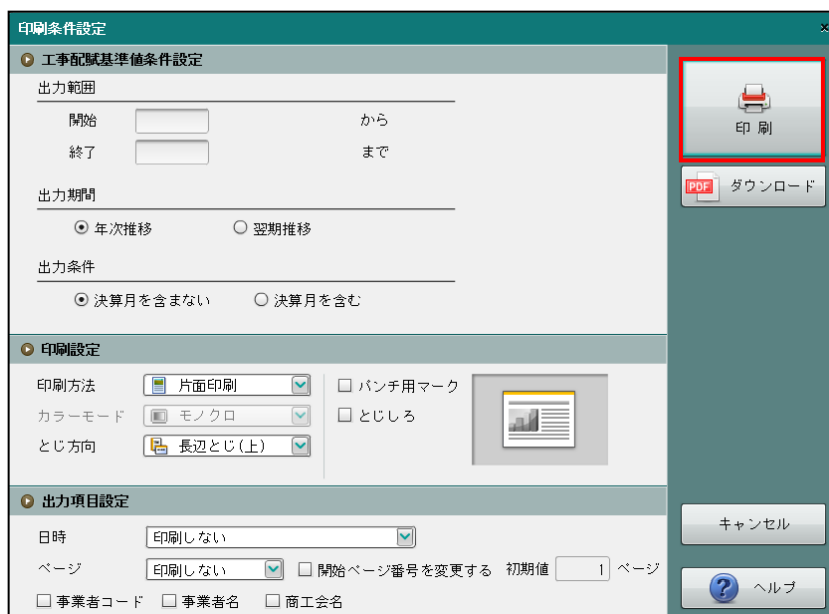 印刷条件設定
工事配賦基準値条件設定
出力範囲
開始 から
終了 まで
出力期間
年次推移 翌期推移
出力条件
決算月を含まない 決算月を含む
印刷設定
印刷方法 片面印刷 パンチ用マーク
カラーモード モノクロ とじしろ
とじ方向 長辺とじ(上)
出力項目設定
日時 印刷しない
ページ 印刷しない 開始ページ番号を変更する 初期値 1 ページ
事業者コード 事業者名 商工会名
印刷
PDF ダウンロード
キャンセル
? ヘルプ